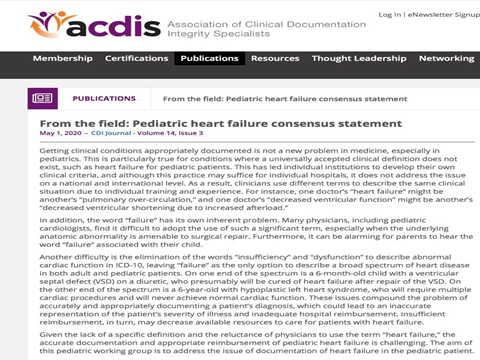 Log In | eNewsletter Signup
acdis
Association of Clinical Documentation
Integrity Specialists
Membership Certifications Publications Resources Thought Leadership Networking
PUBLICATIONS From the field: Pediatric heart failure consensus statement
From the field: Pediatric heart failure consensus statement
May 1, 2020 – CDI Journal - Volume 14, Issue 3
Getting clinical conditions appropriately documented is not a new problem in medicine, especially in
pediatrics. This is particularly true for conditions where a universally accepted clinical definition does not
exist, such as heart failure for pediatric patients. This has led individual institutions to develop their own
clinical criteria, and although this practice may suffice for individual hospitals, it does not address the
issue on a national and international level. As a result, clinicians use different terms to describe the same clinical
situation due to individual training and experience. For instance, one doctor's "heart failure" might be
another's "pulmonary over-circulation," and one doctor's "decreased ventricular function" might be another's
"decreased ventricular shortening due to increased afterload."
In addition, the word "failure" has its own inherent problem. Many physicians, including pediatric
cardiologists, find it difficult to adopt the use of such a significant term, especially when the underlying
anatomic abnormality is amenable to surgical repair. Furthermore, it can be alarming for parents to hear the
word "failure" associated with their child.
Another difficulty is the elimination of the words "insufficiency" and "dysfunction" to describe abnormal
cardiac function in ICD-10, leaving "failure" as the only option to describe a broad spectrum of heart disease
in both adult and pediatric patients. On one end of the spectrum is a 6-month-old child with a ventricular
septal defect (VSD) on a diuretic, who presumably will be cured of heart failure after repair of the VSD. On
the other end of the spectrum is a 6-year-old with hypoplastic left heart syndrome, who will require multiple
cardiac procedures and will never achieve normal cardiac function. These issues compound the problem of
accurately and appropriately documenting a patient's diagnosis, which could lead to an inaccurate
representation of the patient's severity of illness and inadequate hospital reimbursement. Insufficient
reimbursement, in turn, may decrease available resources to care for patients with heart failure.
Given the lack of specific definition and the reluctance of physicians to use the term "heart failure," the
accurate documentation and appropriate reimbursement of pediatric heart failure is challenging. The aim of
this pediatric working group is to address the issue of documentation of heart failure in the pediatric patient.